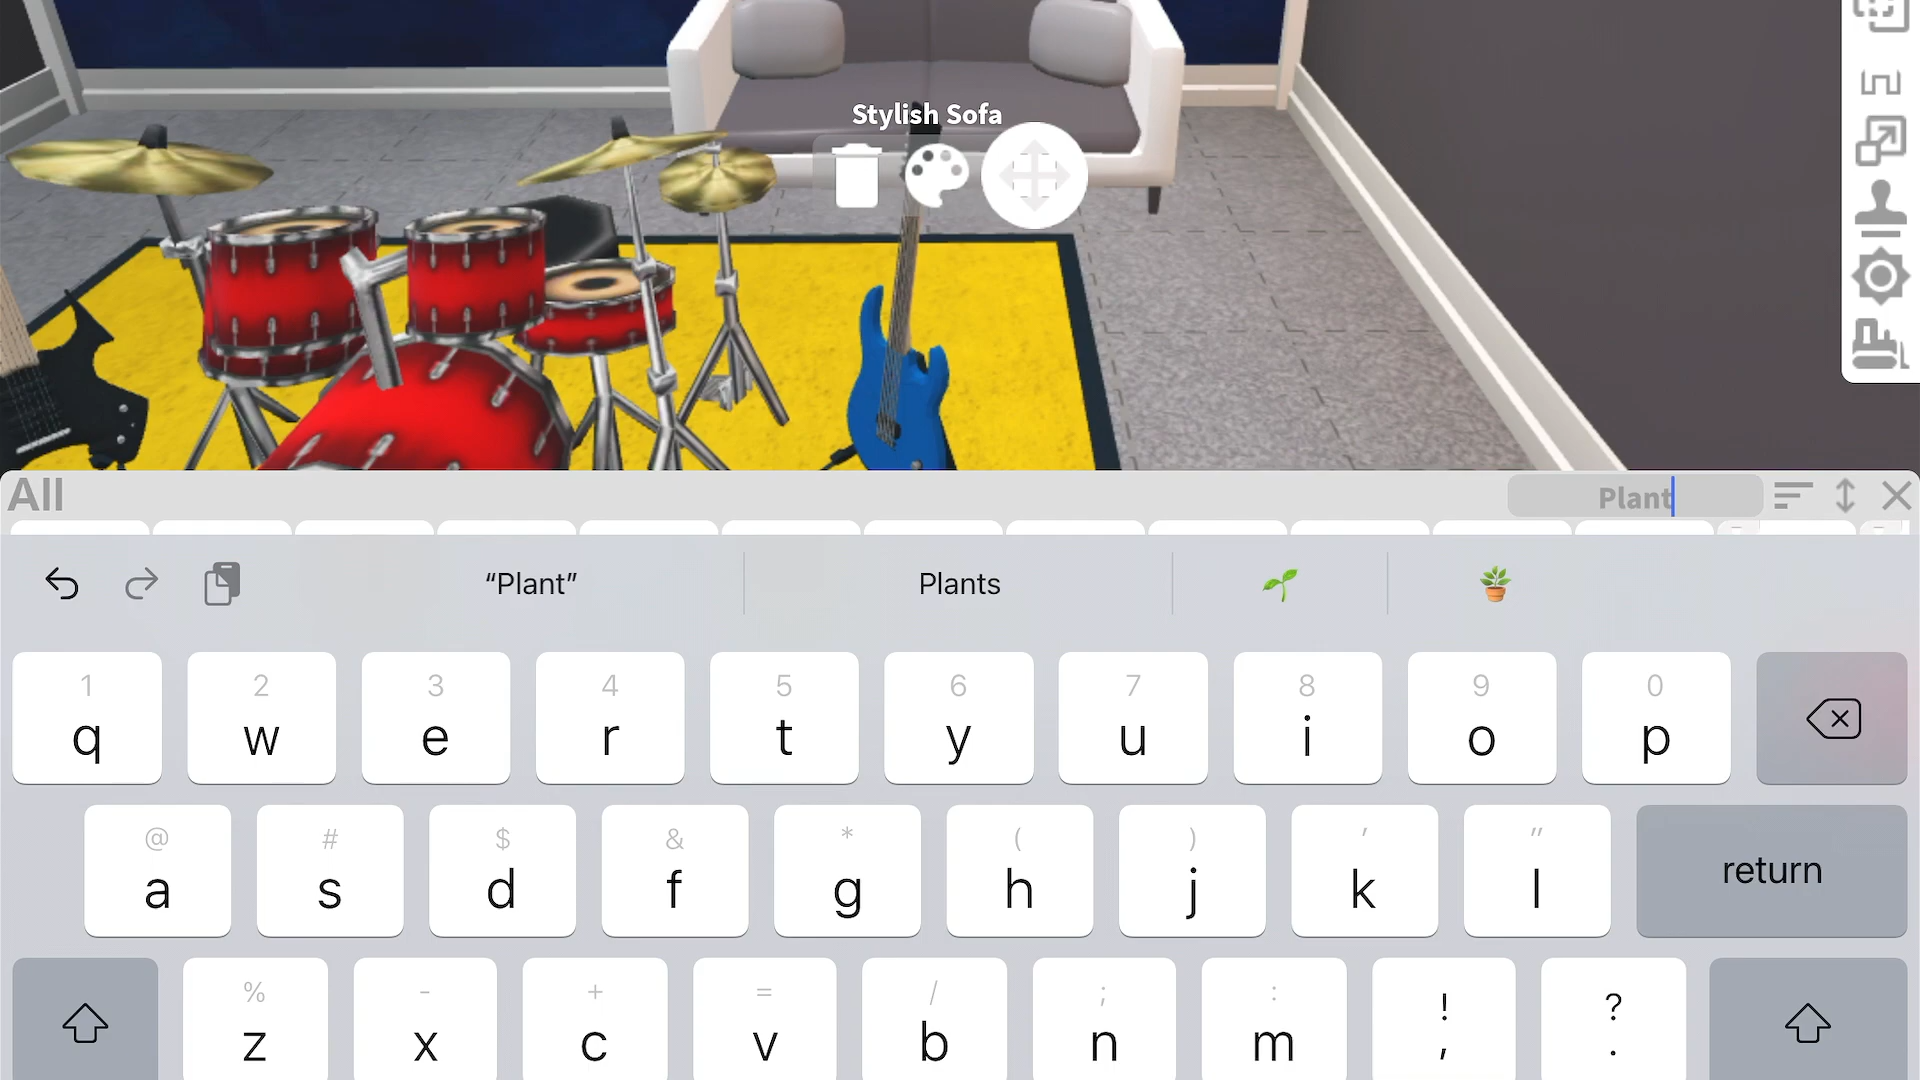 Stylish Sofa
All
Plant
“Plant” Plants
1 2 3 4 5 6 7 8 9 0
q w e r t y u i o p
@ # $ & * ( ) ' "
a s d f g h j k l return
% - + = / ; : ! ?
z x c v b n m , .